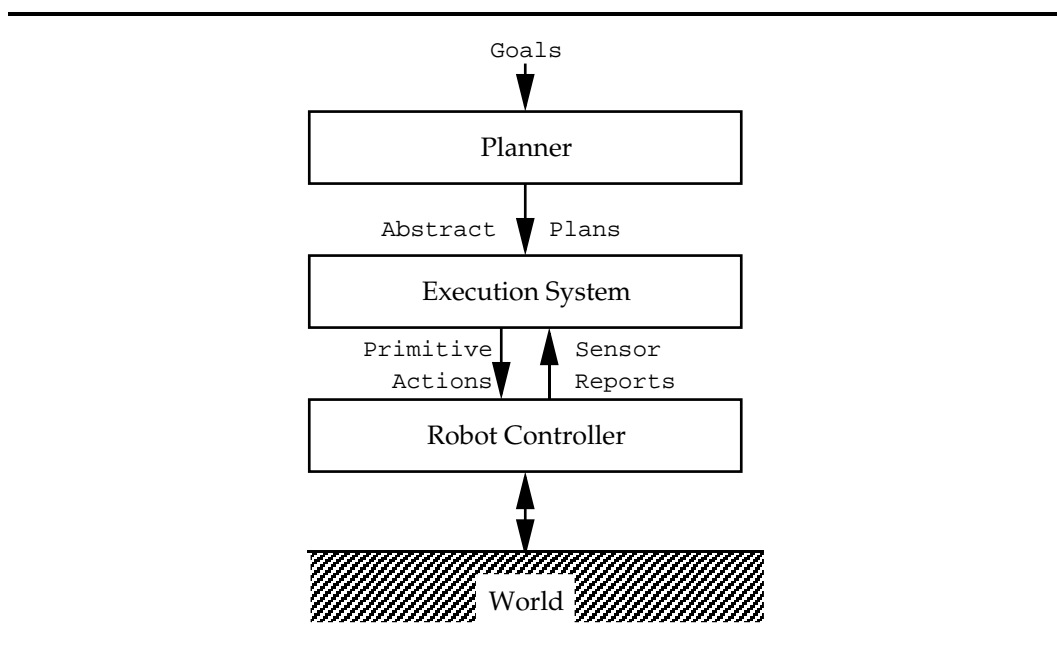 Goals
Planner
Abstract Plans
Execution System
Primitive Sensor
Actions Reports
Robot Controller
World